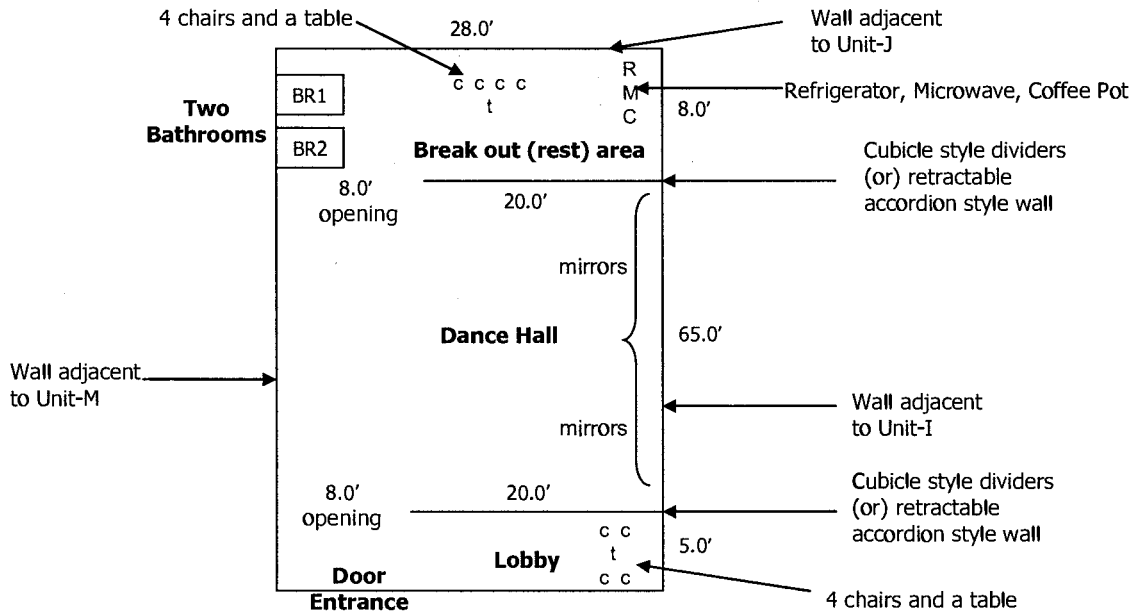 4 chairs and a table
28.0’
Wall adjacent
to Unit-J
R
M
C
Refrigerator, Microwave, Coffee Pot
8.0’
c c c c
t
BR1
BR2
Two
Bathrooms
Break out (rest) area
8.0’
opening
20.0’
Cubicle style dividers
(or) retractable
accordion style wall
mirrors
Dance Hall
65.0’
Wall adjacent
to Unit-M
Wall adjacent
to Unit-I
mirrors
8.0’
opening
20.0’
Cubicle style dividers
(or) retractable
accordion style wall
c c
t
c c
5.0’
Lobby
Door
Entrance
4 chairs and a table